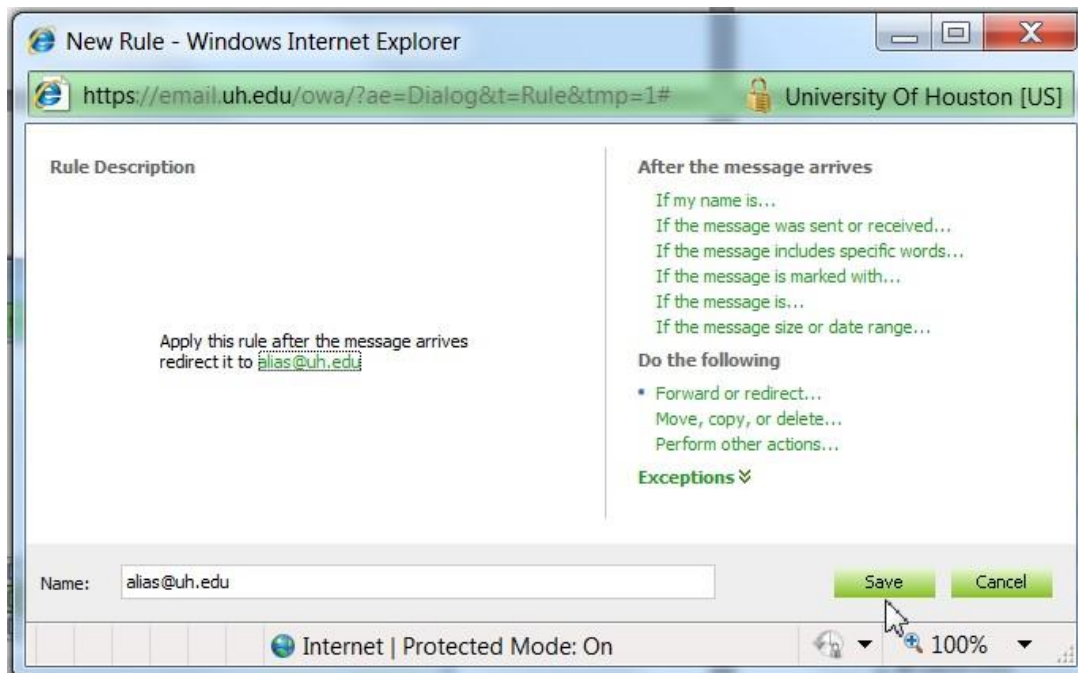 New Rule - Windows Internet Explorer
https://email.uh.edu/owa/?ae=Dialog&t=Rule&tmp=1#
University Of Houston [US]
Rule Description
Apply this rule after the message arrives
redirect it to alias@uh.edu
After the message arrives
If my name is...
If the message was sent or received...
If the message includes specific words...
If the message is marked with...
If the message is...
If the message size or date range...
Do the following
Forward or redirect...
Move, copy, or delete...
Perform other actions...
Exceptions
Name: alias@uh.edu
Save Cancel
Internet | Protected Mode: On 100%